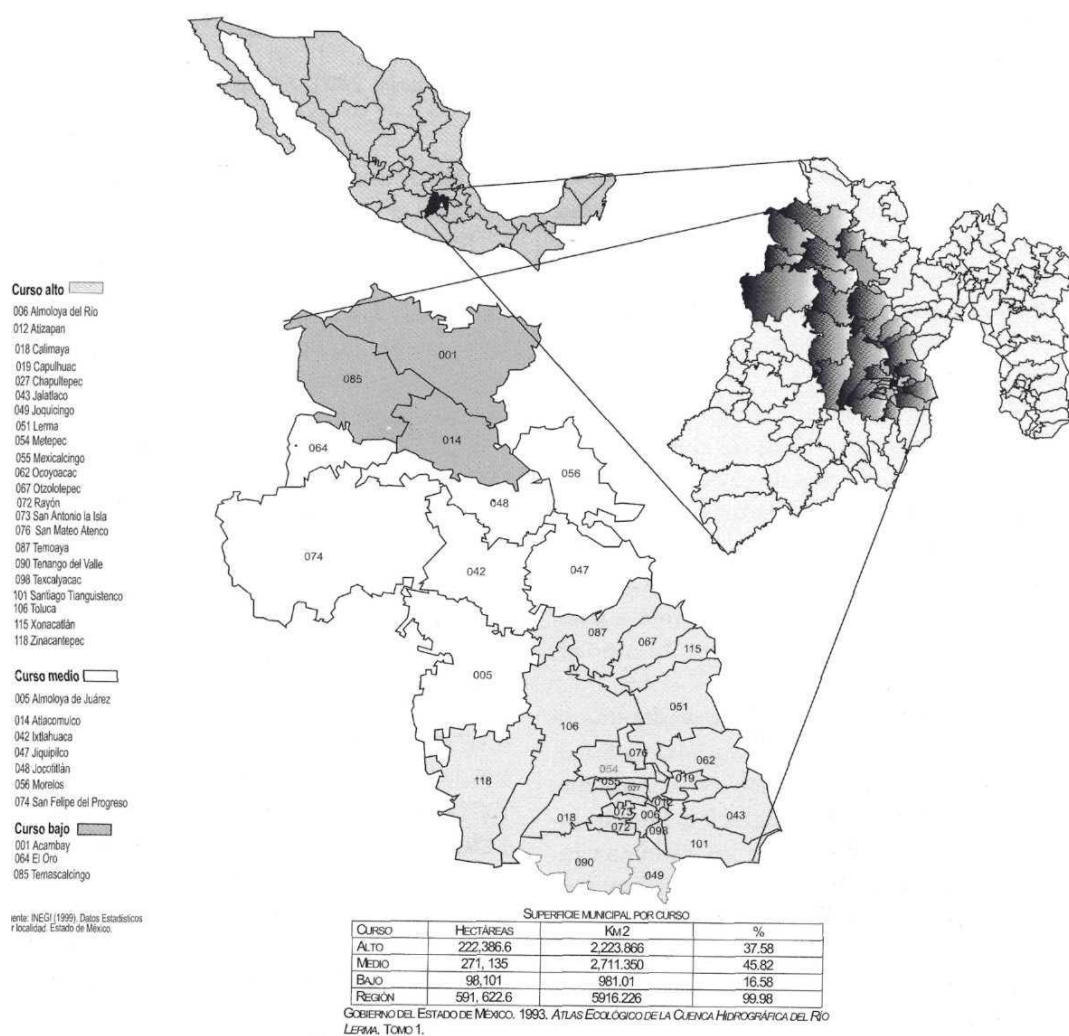 Curso alto
006 Almoloya del Río
012 Atizapan
018 Calimaya
019 Capulhuac
027 Chapultepec
043 Jalatlaco
049 Joquicingo
051 Lerma
054 Metepec
055 Mexicalcingo
062 Ocoyoacac
067 Otzolotepec
072 Rayón
073 San Antonio la Isla
076 San Mateo Atenco
087 Temoaya
090 Tenango del Valle
098 Texcalyacac
101 Santiago Tianguistenco
106 Toluca
115 Xonacatlán
118 Zinacantepec
Curso medio
005 Almoloya de Juárez
014 Atlacomulco
042 Ixtlahuaca
047 Jiquipilco
048 Jocotitlán
056 Morelos
074 San Felipe del Progreso
Curso bajo
001 Acambay
064 El Oro
085 Temascalcingo
ente: INEGI (1999). Datos Estadísticos
r localidad. Estado de México.
001
085
014
064
056
048
074
042
047
087
067
115
005
051
106
076
062
054
118
055
027
019
012
073
006
043
018
072
098
101
090
049
SUPERFICIE MUNICIPAL POR CURSO
CURSO HECTÁREAS KM2 %
ALTO 222,386.6 2,223.866 37.58
MEDIO 271, 135 2,711.350 45.82
BAJO 98,101 981.01 16.58
REGIÓN 591, 622.6 5916.226 99.98
GOBIERNO DEL ESTADO DE MÉXICO. 1993. ATLAS ECOLÓGICO DE LA CUENCA HIDROGRÁFICA DEL RÍO
LERMA. TOMO 1.